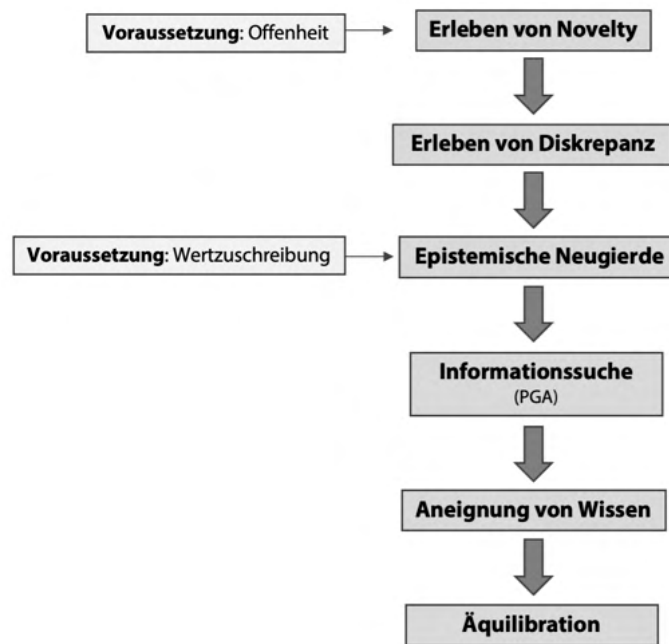 Voraussetzung: Offenheit
Erleben von Novelty
Erleben von Diskrepanz
Voraussetzung: Wertzuschreibung
Epistemische Neugierde
Informationssuche
(PGA)
Aneignung von Wissen
Äquilibration